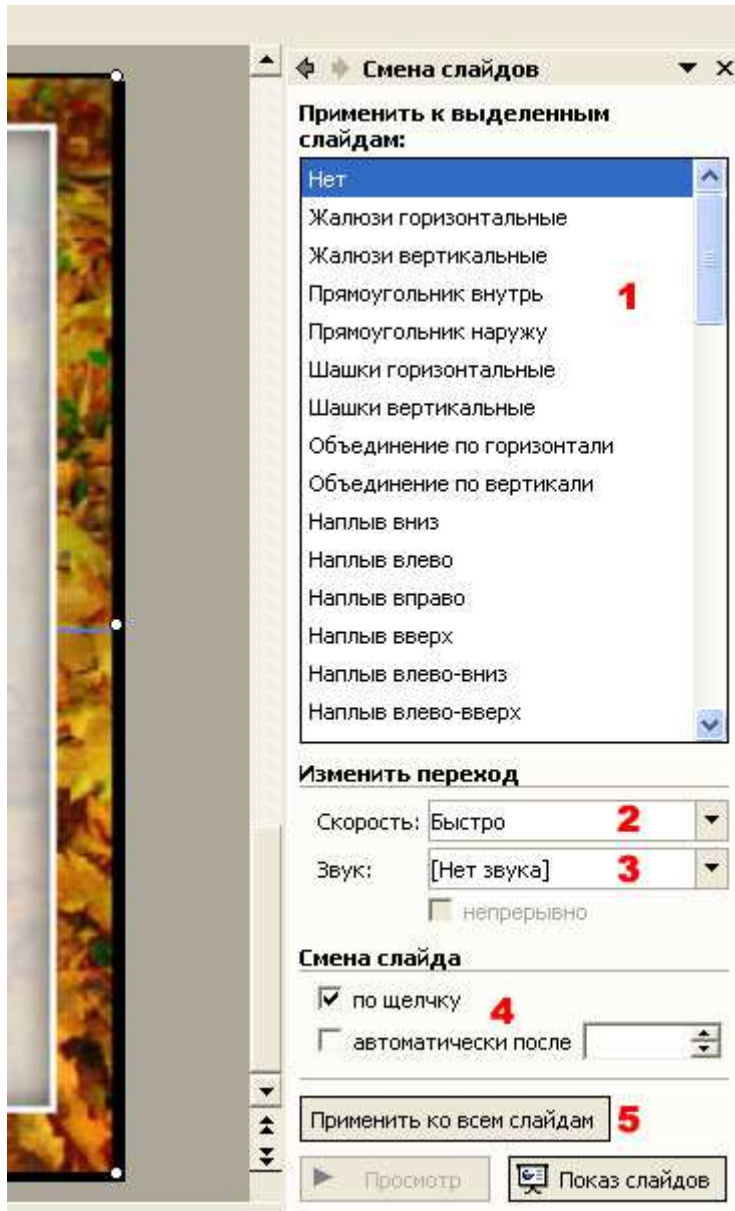 Смена слайдов
Применить к выделенным
слайдам:
Нет
Жалюзи горизонтальные
Жалюзи вертикальные
Прямоугольник внутрь 1
Прямоугольник наружу
Шашки горизонтальные
Шашки вертикальные
Объединение по горизонтали
Объединение по вертикали
Наплыв вниз
Наплыв влево
Наплыв вправо
Наплыв вверх
Наплыв влево-вниз
Наплыв влево-вверх
Изменить переход
Скорость: Быстро 2
Звук: [Нет звука] 3
непрерывно
Смена слайда
по щелчку 4
автоматически после
Применить ко всем слайдам 5
Просмотр Показ слайдов